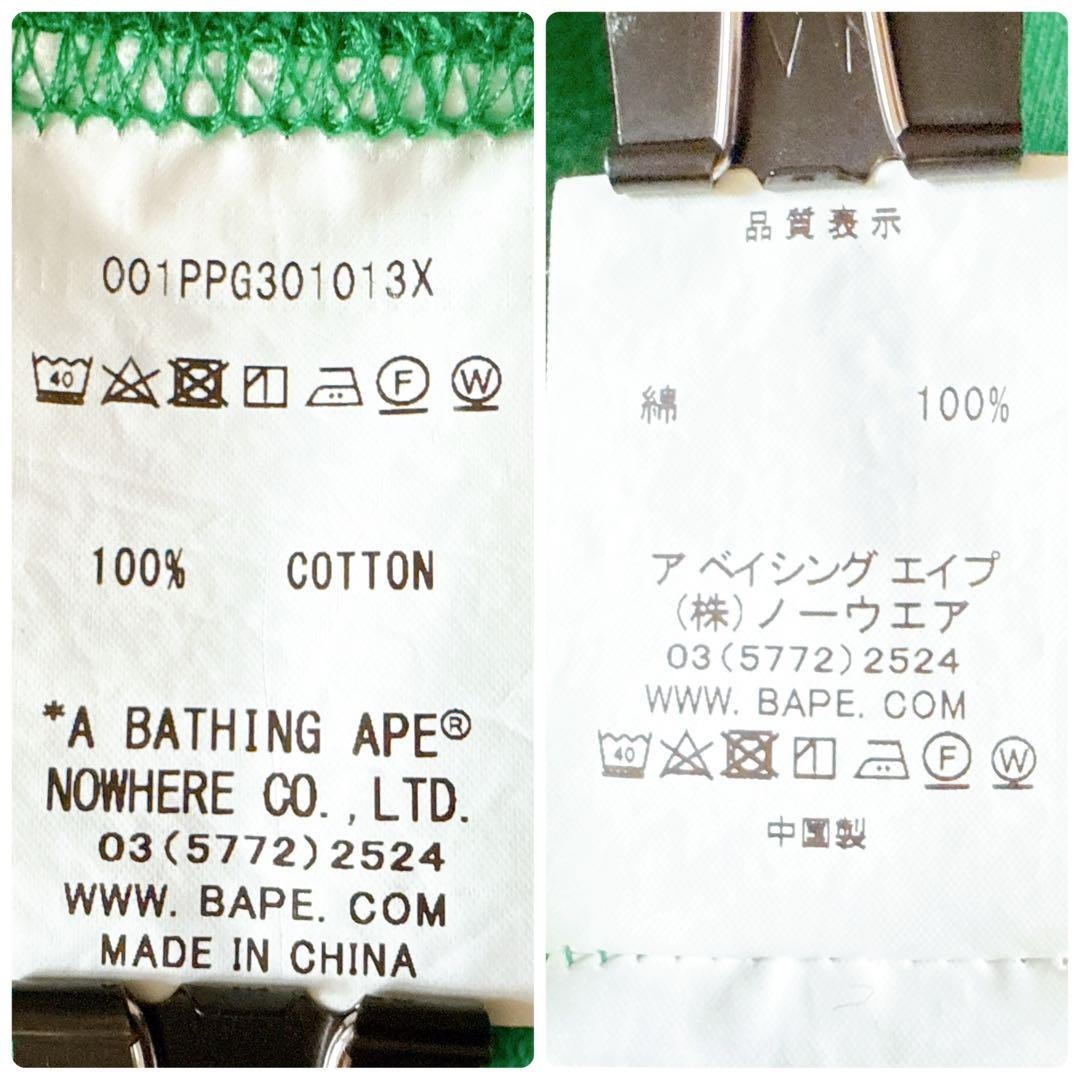 001PPG301013X
40 F W
100% COTTON
*A BATHING APE®
NOWHERE CO.,LTD.
03(5772)2524
WWW. BAPE. COM
MADE IN CHINA
品質表示
綿 100%
ア ベイシング エイプ
(株)ノーウエア
03(5772)2524
WWW. BAPE. COM
40 F W
中国製